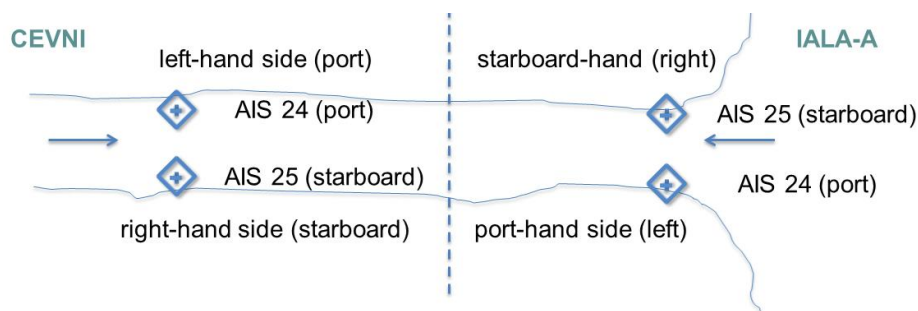 CEVNI
IALA-A
left-hand side (port)
starboard-hand (right)
AIS 24 (port)
AIS 25 (starboard)
AIS 25 (starboard)
AIS 24 (port)
right-hand side (starboard)
port-hand side (left)